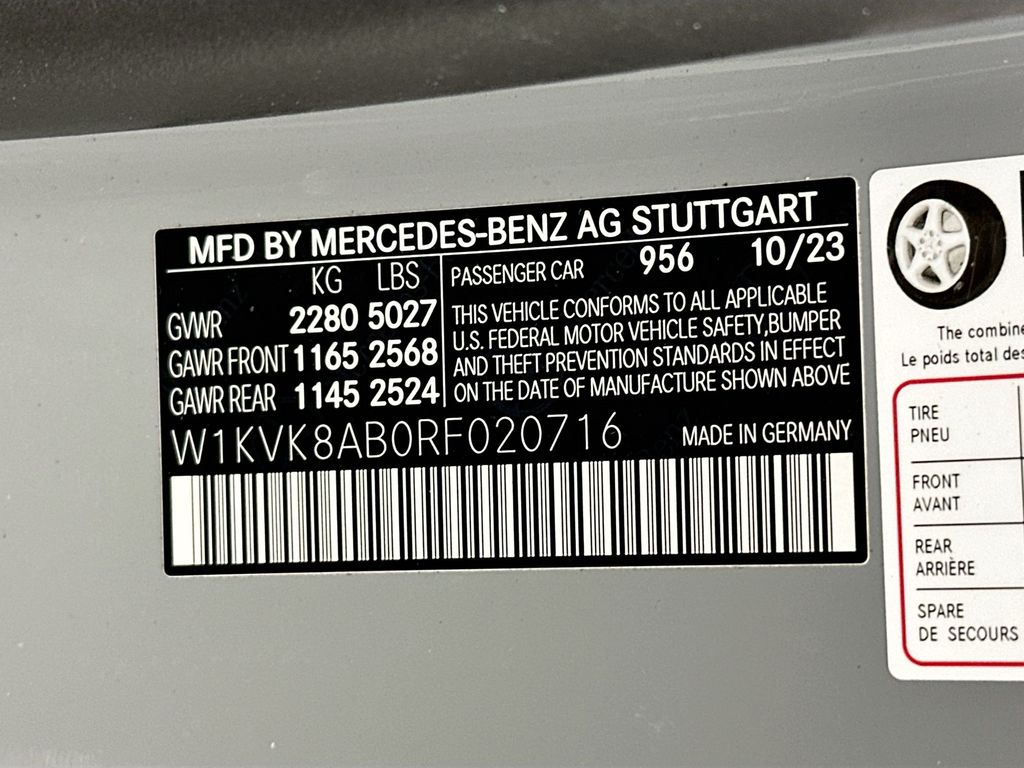 MFD BY MERCEDES-BENZ AG STUTTGART
KG LBS
GVWR 2280 5027
GAWR FRONT 1165 2568
GAWR REAR 1145 2524
PASSENGER CAR 956 10/23
THIS VEHICLE CONFORMS TO ALL APPLICABLE
U.S. FEDERAL MOTOR VEHICLE SAFETY,BUMPER
AND THEFT PREVENTION STANDARDS IN EFFECT
ON THE DATE OF MANUFACTURE SHOWN ABOVE
W1KVK8AB0RF020716 MADE IN GERMANY
The combine
Le poids total des
TIRE
PNEU
FRONT
AVANT
REAR
ARRIÈRE
SPARE
DE SECOURS